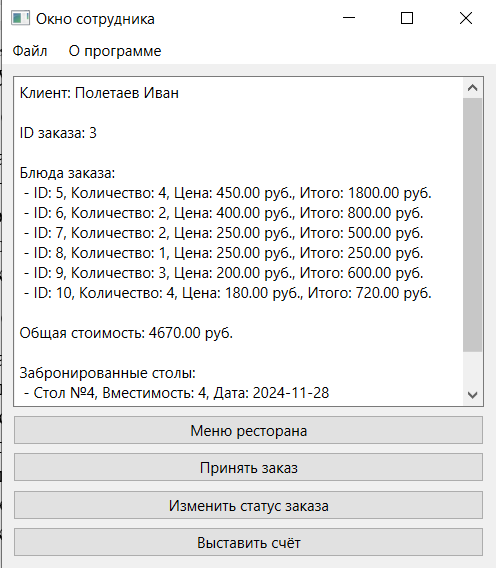 Окно сотрудника
Файл О программе
Клиент: Полетаев Иван
ID заказа: 3
Блюда заказа:
- ID: 5, Количество: 4, Цена: 450.00 руб., Итого: 1800.00 руб.
- ID: 6, Количество: 2, Цена: 400.00 руб., Итого: 800.00 руб.
- ID: 7, Количество: 2, Цена: 250.00 руб., Итого: 500.00 руб.
- ID: 8, Количество: 1, Цена: 250.00 руб., Итого: 250.00 руб.
- ID: 9, Количество: 3, Цена: 200.00 руб., Итого: 600.00 руб.
- ID: 10, Количество: 4, Цена: 180.00 руб., Итого: 720.00 руб.
Общая стоимость: 4670.00 руб.
Забронированные столы:
- Стол №4, Вместимость: 4, Дата: 2024-11-28
Меню ресторана
Принять заказ
Изменить статус заказа
Выставить счёт